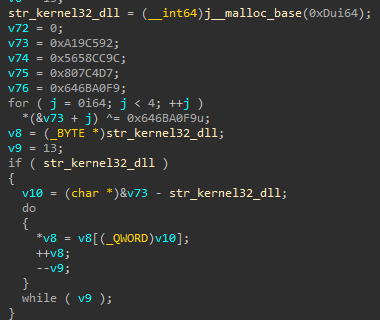 str_kernel32_dll = (__int64)j__malloc_base(0xDui64);
v72 = 0;
v73 = 0xA19C592;
v74 = 0x5658CC9C;
v75 = 0x807C4D7;
v76 = 0x646BA0F9;
for ( j = 0i64; j < 4; ++j )
*(&v73 + j) ^= 0x646BA0F9u;
v8 = (_BYTE *)str_kernel32_dll;
v9 = 13;
if ( str_kernel32_dll )
{
v10 = (char *)&v73 - str_kernel32_dll;
do
{
*v8 = v8[(_QWORD)v10];
++v8;
--v9;
}
while ( v9 );
}